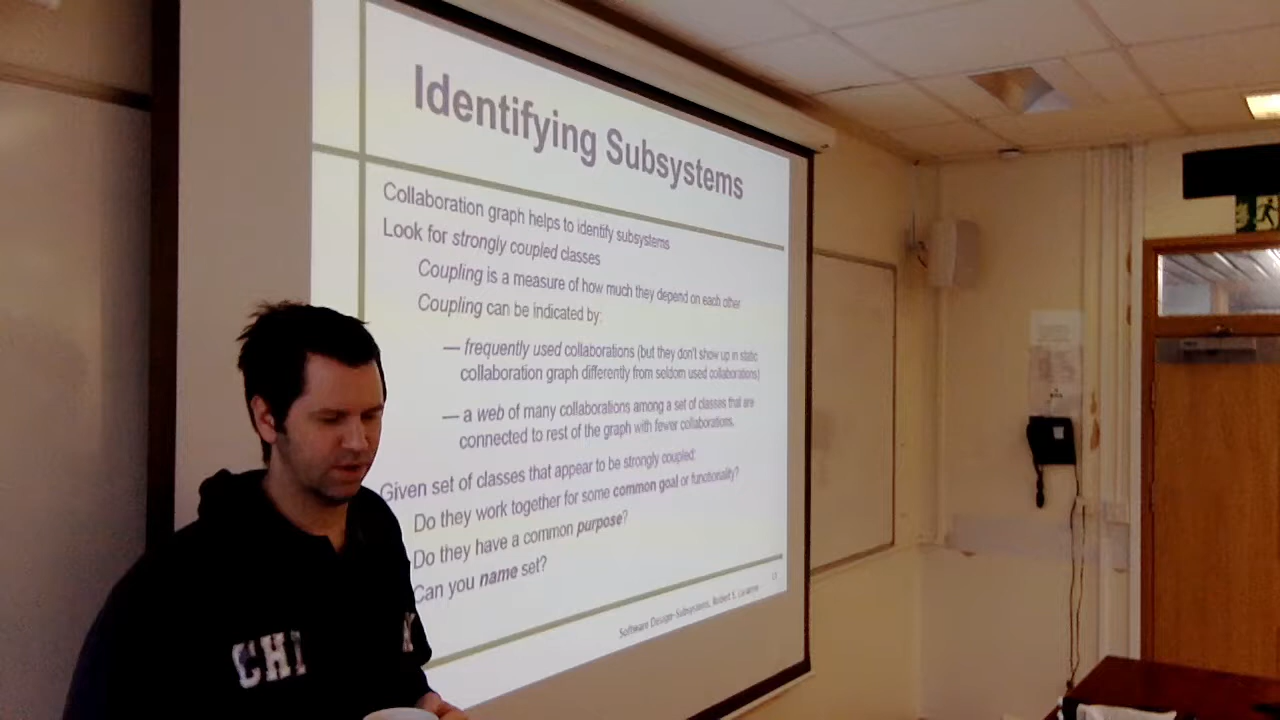 Identifying Subsystems
Collaboration graph helps to identify subsystems
Look for strongly coupled classes
Coupling is a measure of how much they depend on each other
Coupling can be indicated by:
— frequently used collaborations (but they don't show up in static
collaboration graph differently from seldom used collaborations)
— a web of many collaborations among a set of classes that are
connected to rest of the graph with fewer collaborations.
Given set of classes that appear to be strongly coupled:
Do they work together for some common goal or functionality?
Do they have a common purpose?
Can you name set?
Software Design-Subsystems, Robert S.
CHI